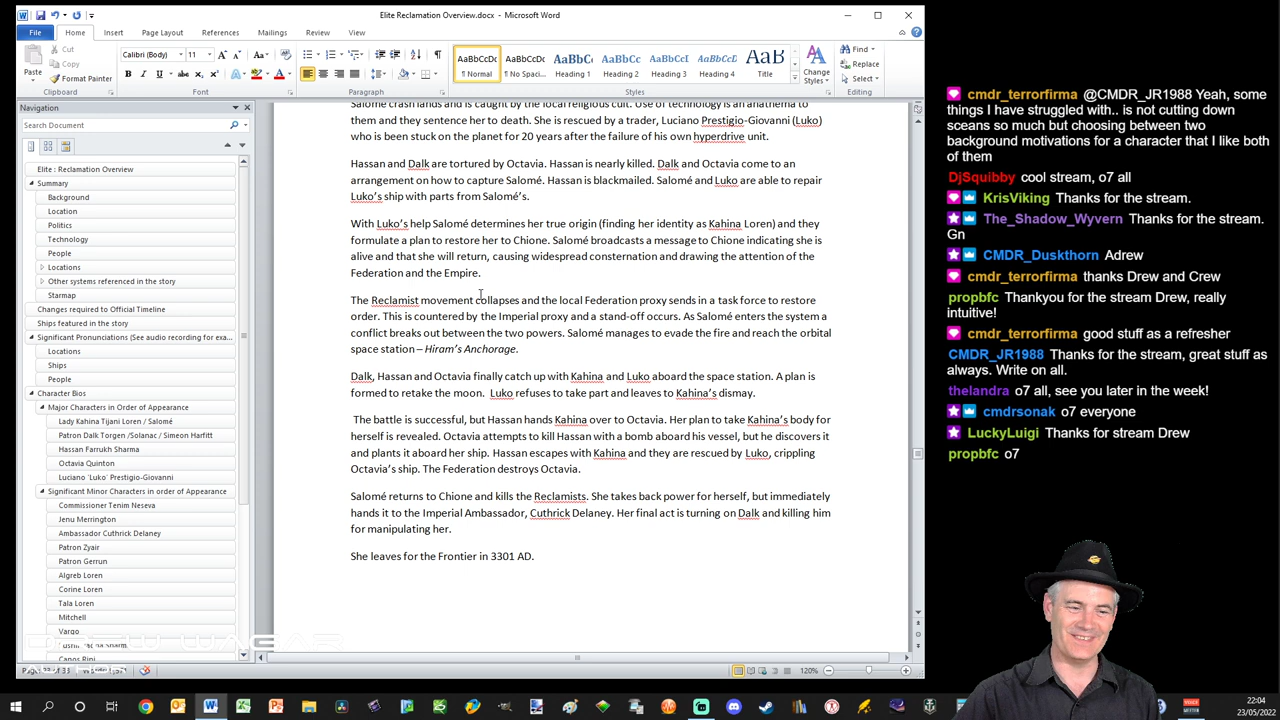 Elite Reclamation Overview.docx - Microsoft Word
File
Home
Insert
Page Layout
References
Mailings
Review
View
Cut
Copy
Format Painter
Paste
Clipboard
Calibri (Body)
11
Font
Paragraph
AaBbCcDc
¶ Normal
AaBbCcDc
¶ No Spaci...
AaBbCc
Heading 1
AaBbCc
Heading 2
AaBbCc
Heading 3
AaBbCcI
Heading 4
AaB
Title
Change
Styles
Styles
Find
Replace
Select
Editing
Navigation
Search Document
Elite : Reclamation Overview
Summary
Background
Location
Politics
Technology
People
Locations
Other systems referenced in the story
Starmap
Changes required to Official Timeline
Ships featured in the story
Significant Pronunciations (See audio recording for exa...
Locations
Ships
People
Character Bios
Major Characters in Order of Appearance
Lady Kahina Tijani Loren / Salomé
Patron Dalk Torgen /Solanac / Simeon Harfitt
Hassan Farrukh Sharma
Octavia Quinton
Luciano 'Luko' Prestigio-Giovanni
Significant Minor Characters in order of Appearance
Commissioner Tenim Neseva
Jenu Merrington
Ambassador Cuthrick Delaney
Patron Zyair
Patron Gerrun
Algreb Loren
Corine Loren
Tala Loren
Mitchell
Vargo
Salomé crash lands and is caught by the local religious cult. Use of technology is an anathema to
them and they sentence her to death. She is rescued by a trader, Luciano Prestigio-Giovanni (Luko)
who is been stuck on the planet for 20 years after the failure of his own hyperdrive unit.
Hassan and Dalk are tortured by Octavia. Hassan is nearly killed. Dalk and Octavia come to an
arrangement on how to capture Salomé. Hassan is blackmailed. Salomé and Luko are able to repair
Luko's ship with parts from Salomé's.
With Luko's help Salomé determines her true origin (finding her identity as Kahina Loren) and they
formulate a plan to restore her to Chione. Salomé broadcasts a message to Chione indicating she is
alive and that she will return, causing widespread consternation and drawing the attention of the
Federation and the Empire.
The Reclamist movement collapses and the local Federation proxy sends in a task force to restore
order. This is countered by the Imperial proxy and a stand-off occurs. As Salomé enters the system a
conflict breaks out between the two powers. Salomé manages to evade the fire and reach the orbital
space station – Hiram's Anchorage.
Dalk, Hassan and Octavia finally catch up with Kahina and Luko aboard the space station. A plan is
formed to retake the moon.  Luko refuses to take part and leaves to Kahina's dismay.
The battle is successful, but Hassan hands Kahina over to Octavia. Her plan to take Kahina's body for
herself is revealed. Octavia attempts to kill Hassan with a bomb aboard his vessel, but he discovers it
and plants it aboard her ship. Hassan escapes with Kahina and they are rescued by Luko, crippling
Octavia's ship. The Federation destroys Octavia.
Salomé returns to Chione and kills the Reclamists. She takes back power for herself, but immediately
hands it to the Imperial Ambassador, Cuthrick Delaney. Her final act is turning on Dalk and killing him
for manipulating her.
She leaves for the Frontier in 3301 AD.
120%
cmdr_terrorfirma @CMDR_JR1988 Yeah, some
things I have struggled with.. is not cutting down
sceans so much but choosing between two
background motivations for a character that I like both
of them
DjSquibby cool stream, o7 all
KrisViking Thanks for the stream.
The_Shadow_Wyvern Thanks for the stream.
Gn
CMDR_Duskthorn Adrew
cmdr_terrorfirma thanks Drew and Crew
propbfc Thankyou for the stream Drew, really
intuitive!
cmdr_terrorfirma good stuff as a refresher
CMDR_JR1988 Thanks for the stream, great stuff as
always. Write on all.
thelandra o7 all, see you later in the week!
cmdrsonak o7 everyone
LuckyLuigi Thanks for stream Drew
propbfc o7
22:04
23/05/2022